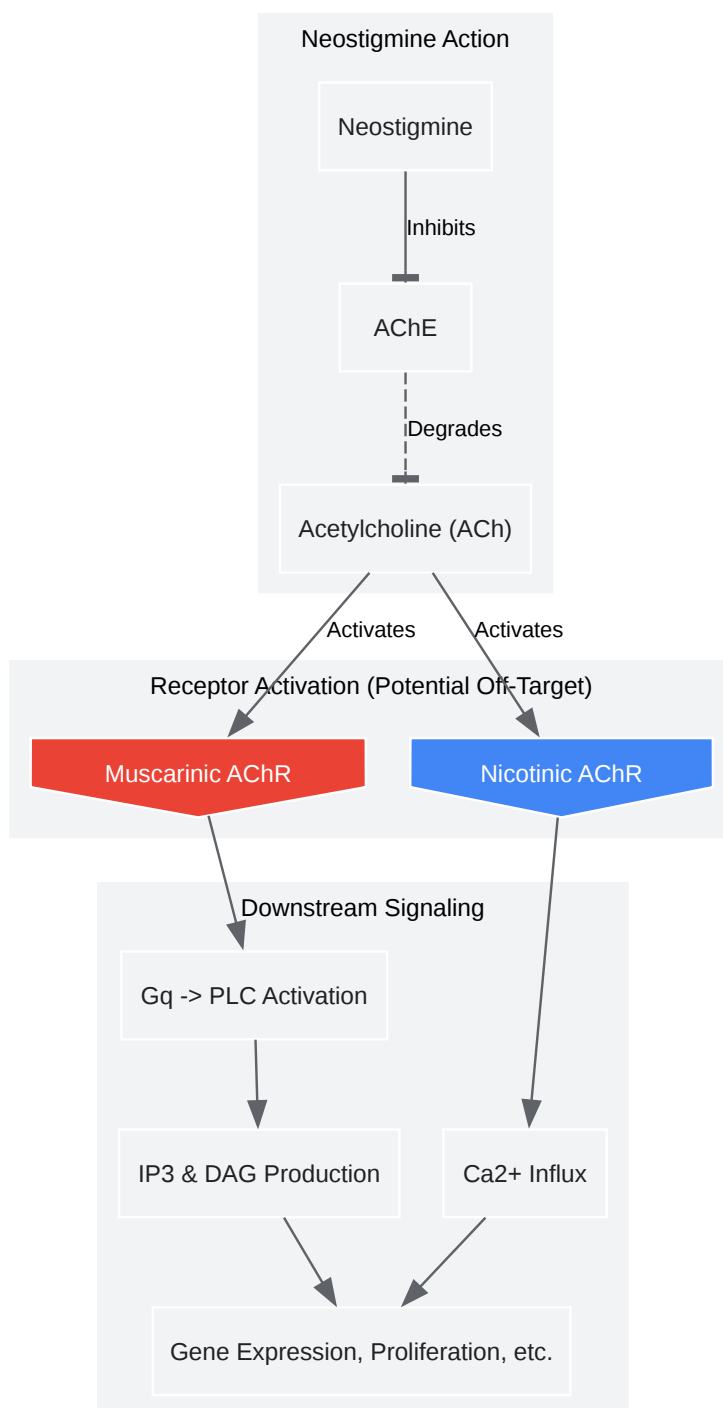 Neostigmine Action
Neostigmine
Inhibits
AChE
Degrades
Acetylcholine (ACh)
Activates
Activates
Receptor Activation (Potential Off-Target)
Muscarinic AChR
Nicotinic AChR
Downstream Signaling
Gq -> PLC Activation
IP3 & DAG Production
Ca2+ Influx
Gene Expression, Proliferation, etc.